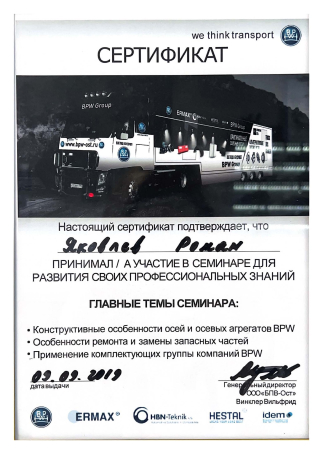 we think transport
BPW
СЕРТИФИКАТ
BPW Group
ERMAX
www.bpw-ost.ru
BPW Group
Настоящий сертификат подтверждает, что
Яковлев Роман
ПРИНИМАЛ / А УЧАСТИЕ В СЕМИНАРЕ ДЛЯ
РАЗВИТИЯ СВОИХ ПРОФЕССИОНАЛЬНЫХ ЗНАНИЙ
ГЛАВНЫЕ ТЕМЫ СЕМИНАРА:
• Конструктивные особенности осей и осевых агрегатов BPW
• Особенности ремонта и замены запасных частей
• Применение комплектующих группы компаний BPW
09.09.2019
дата выдачи
Генеральный директор
ООО «БПВ-Ост»
Винклер Вильфрид
BPW ERMAX HBN-Teknik HESTAL idem